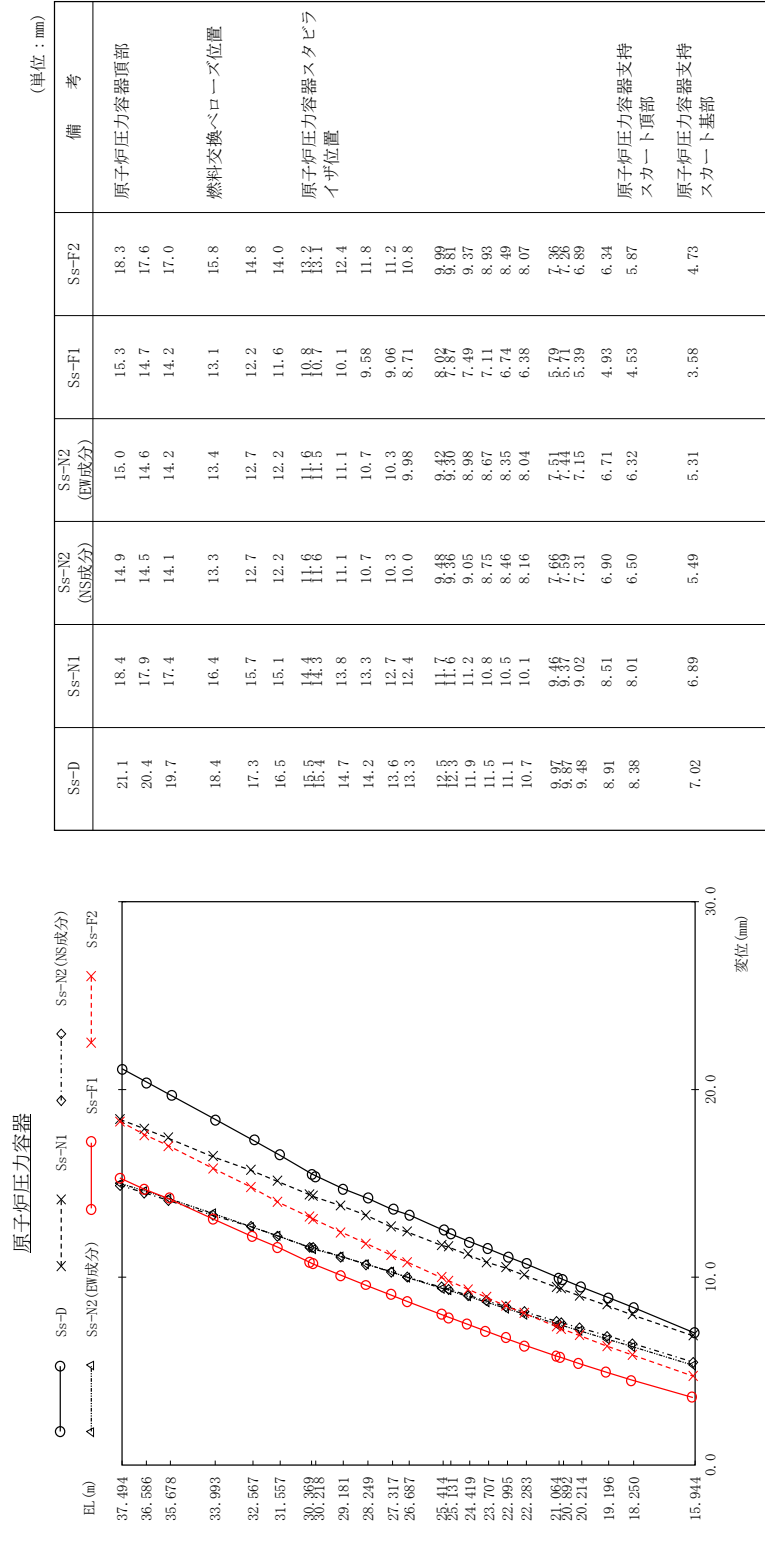 原子炉圧力容器
Ss-D
Ss-N1
Ss-N2(NS成分)
Ss-N2(EW成分)
Ss-F1
Ss-F2
EL(m)
37.494
36.586
35.678
33.993
32.567
31.557
30.369
30.218
29.181
28.249
27.317
26.687
25.414
25.131
24.419
23.707
22.995
22.283
21.064
20.892
20.214
19.196
18.250
15.944
0.0
10.0
20.0
30.0
変位(mm)
(単位:mm)
Ss-D Ss-N1 Ss-N2 (NS成分) Ss-N2 (EW成分) Ss-F1 Ss-F2 備 考
21.1 18.4 14.9 15.0 15.3 18.3 原子炉圧力容器頂部
20.4 17.9 14.5 14.6 14.7 17.6
19.7 17.4 14.1 14.2 14.2 17.0
18.4 16.4 13.3 13.4 13.1 15.8 燃料交換ベローズ位置
17.3 15.7 12.7 12.7 12.2 14.8
16.5 15.1 12.2 12.2 11.6 14.0
15.5 14.4 11.6 11.6 10.8 13.2 原子炉圧力容器スタビラ
15.4 14.3 11.6 11.5 10.7 13.1 イザ位置
14.7 13.8 11.1 11.1 10.1 12.4
14.2 13.3 10.7 10.7 9.58 11.8
13.6 12.7 10.3 10.3 9.06 11.2
13.3 12.4 10.0 9.98 8.71 10.8
12.5 11.7 9.48 9.42 8.02 9.99
12.3 11.6 9.36 9.30 7.87 9.81
11.9 11.2 9.05 8.98 7.49 9.37
11.5 10.8 8.75 8.67 7.11 8.93
11.1 10.5 8.46 8.35 6.74 8.49
10.7 10.1 8.16 8.04 6.38 8.07
9.97 9.46 7.66 7.51 5.79 7.36
9.87 9.37 7.59 7.44 5.71 7.26
9.48 9.02 7.31 7.15 5.39 6.89
8.91 8.51 6.90 6.71 4.93 6.34
8.38 8.01 6.50 6.32 4.53 5.87 原子炉圧力容器支持
スカート頂部
7.02 6.89 5.49 5.31 3.58 4.73 原子炉圧力容器支持
スカート基部